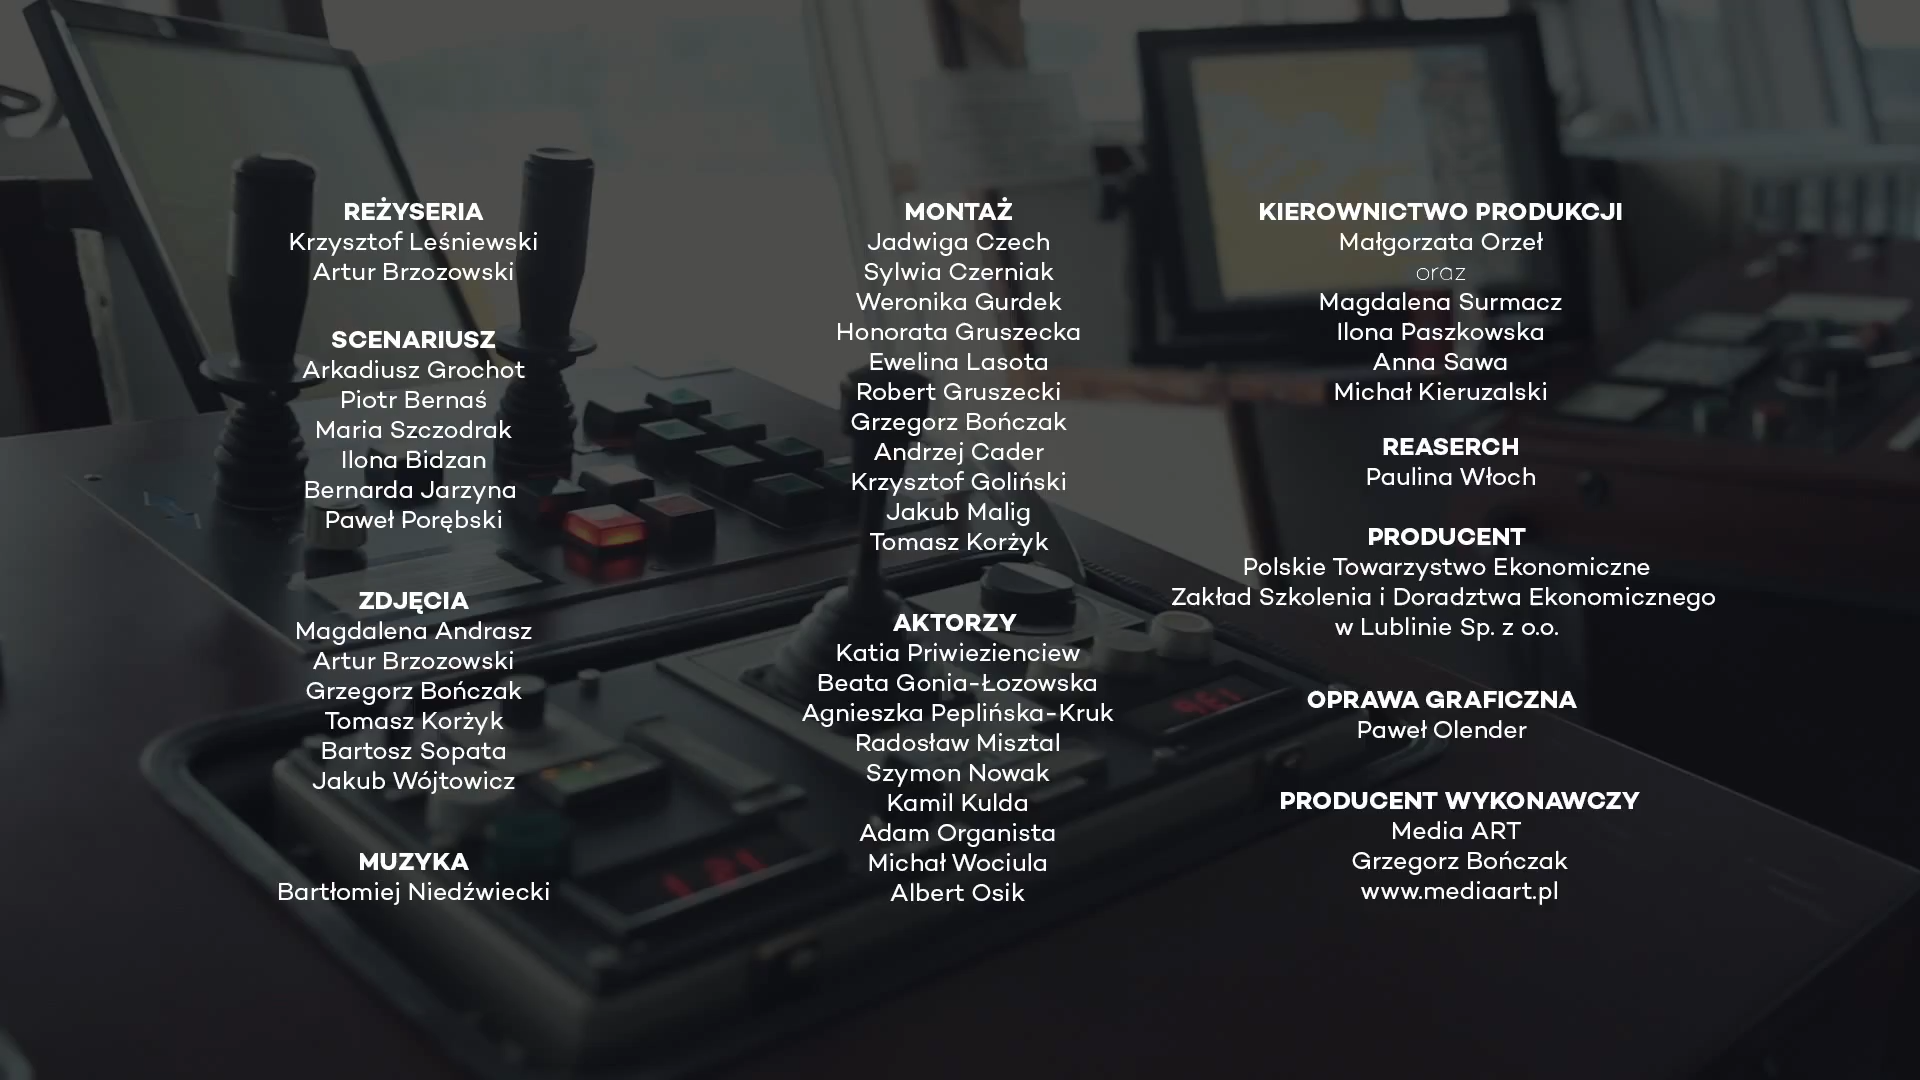 REŻYSERIA
Krzysztof Leśniewski
Artur Brzozowski
SCENARIUSZ
Arkadiusz Grochot
Piotr Bernaś
Maria Szczodrak
Ilona Bidzan
Bernarda Jarzyna
Paweł Porębski
ZDJĘCIA
Magdalena Andrasz
Artur Brzozowski
Grzegorz Bończak
Tomasz Korżyk
Bartosz Sopata
Jakub Wójtowicz
MUZYKA
Bartłomiej Niedźwiecki
MONTAŻ
Jadwiga Czech
Sylwia Czerniak
Weronika Gurdek
Honorata Gruszecka
Ewelina Lasota
Robert Gruszecki
Grzegorz Bończak
Andrzej Cader
Krzysztof Goliński
Jakub Malig
Tomasz Korżyk
AKTORZY
Katia Priwiezienciew
Beata Gonia-Łozowska
Agnieszka Peplińska-Kruk
Radosław Misztal
Szymon Nowak
Kamil Kulda
Adam Organista
Michał Wociula
Albert Osik
KIEROWNICTWO PRODUKCJI
Małgorzata Orzeł
oraz
Magdalena Surmacz
Ilona Paszkowska
Anna Sawa
Michał Kieruzalski
REASERCH
Paulina Włoch
PRODUCENT
Polskie Towarzystwo Ekonomiczne
Zakład Szkolenia i Doradztwa Ekonomicznego
w Lublinie Sp. z o.o.
OPRAWA GRAFICZNA
Paweł Olender
PRODUCENT WYKONAWCZY
Media ART
Grzegorz Bończak
www.mediaart.pl